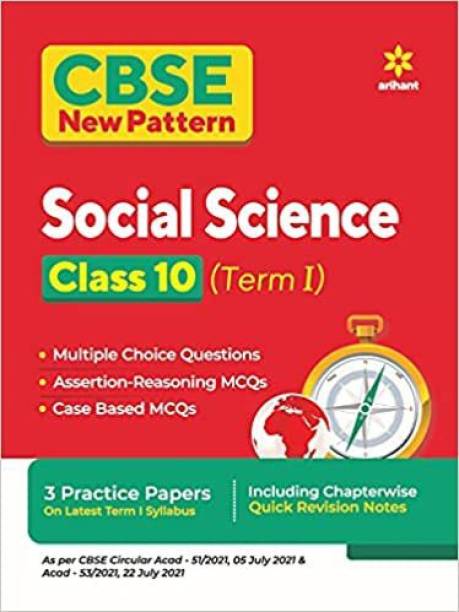 CBSE
New Pattern
arihant
Social Science
Class 10 (Term I)
• Multiple Choice Questions
• Assertion-Reasoning MCQs
• Case Based MCQs
3 Practice Papers
On Latest Term I Syllabus
Including Chapterwise
Quick Revision Notes
As per CBSE Circular Acad - 51/2021, 05 July 2021 &
Acad - 53/2021, 22 July 2021